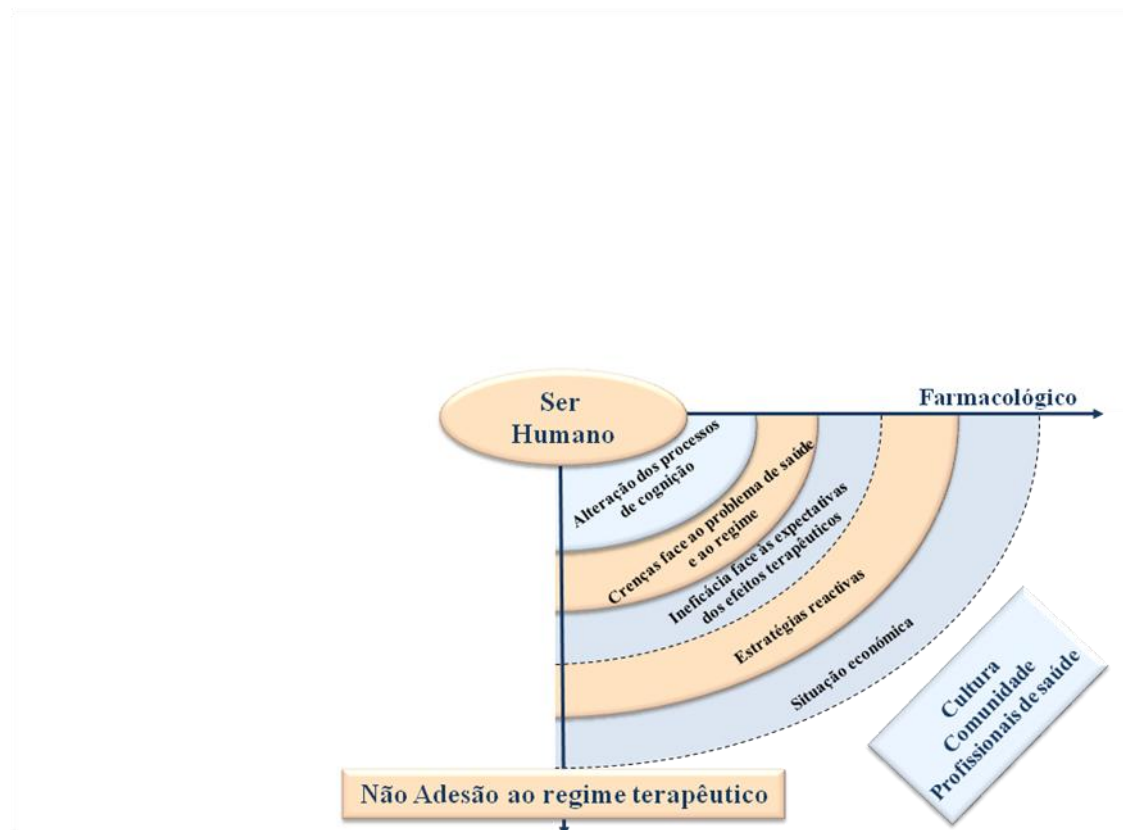 Ser
Humano
Farmacológico
Alteração dos processos
de cognição
Crenças face ao problema de saúde
e ao regime
Ineficácia face às expectativas
dos efeitos terapêuticos
Estratégias reactivas
Situação económica
Cultura
Comunidade
Profissionais de saúde
Não Adesão ao regime terapêutico